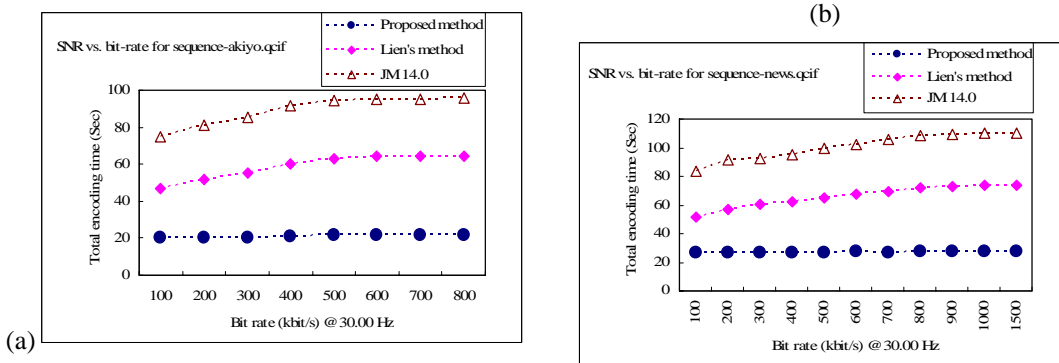 (b)
Proposed method
Lien's method
JM 14.0
SNR vs. bit-rate for sequence-akiyo.qcif
100
80
60
40
20
0
Total encoding time (Sec)
100 200 300 400 500 600 700 800
Bit rate (kbit/s) @ 30.00 Hz
(a)
Proposed method
Lien's method
JM 14.0
SNR vs. bit-rate for sequence-news.qcif
120
100
80
60
40
20
0
Total encoding time (Sec)
100 200 300 400 500 600 700 800 900 1000 1500
Bit rate (kbit/s) @ 30.00 Hz